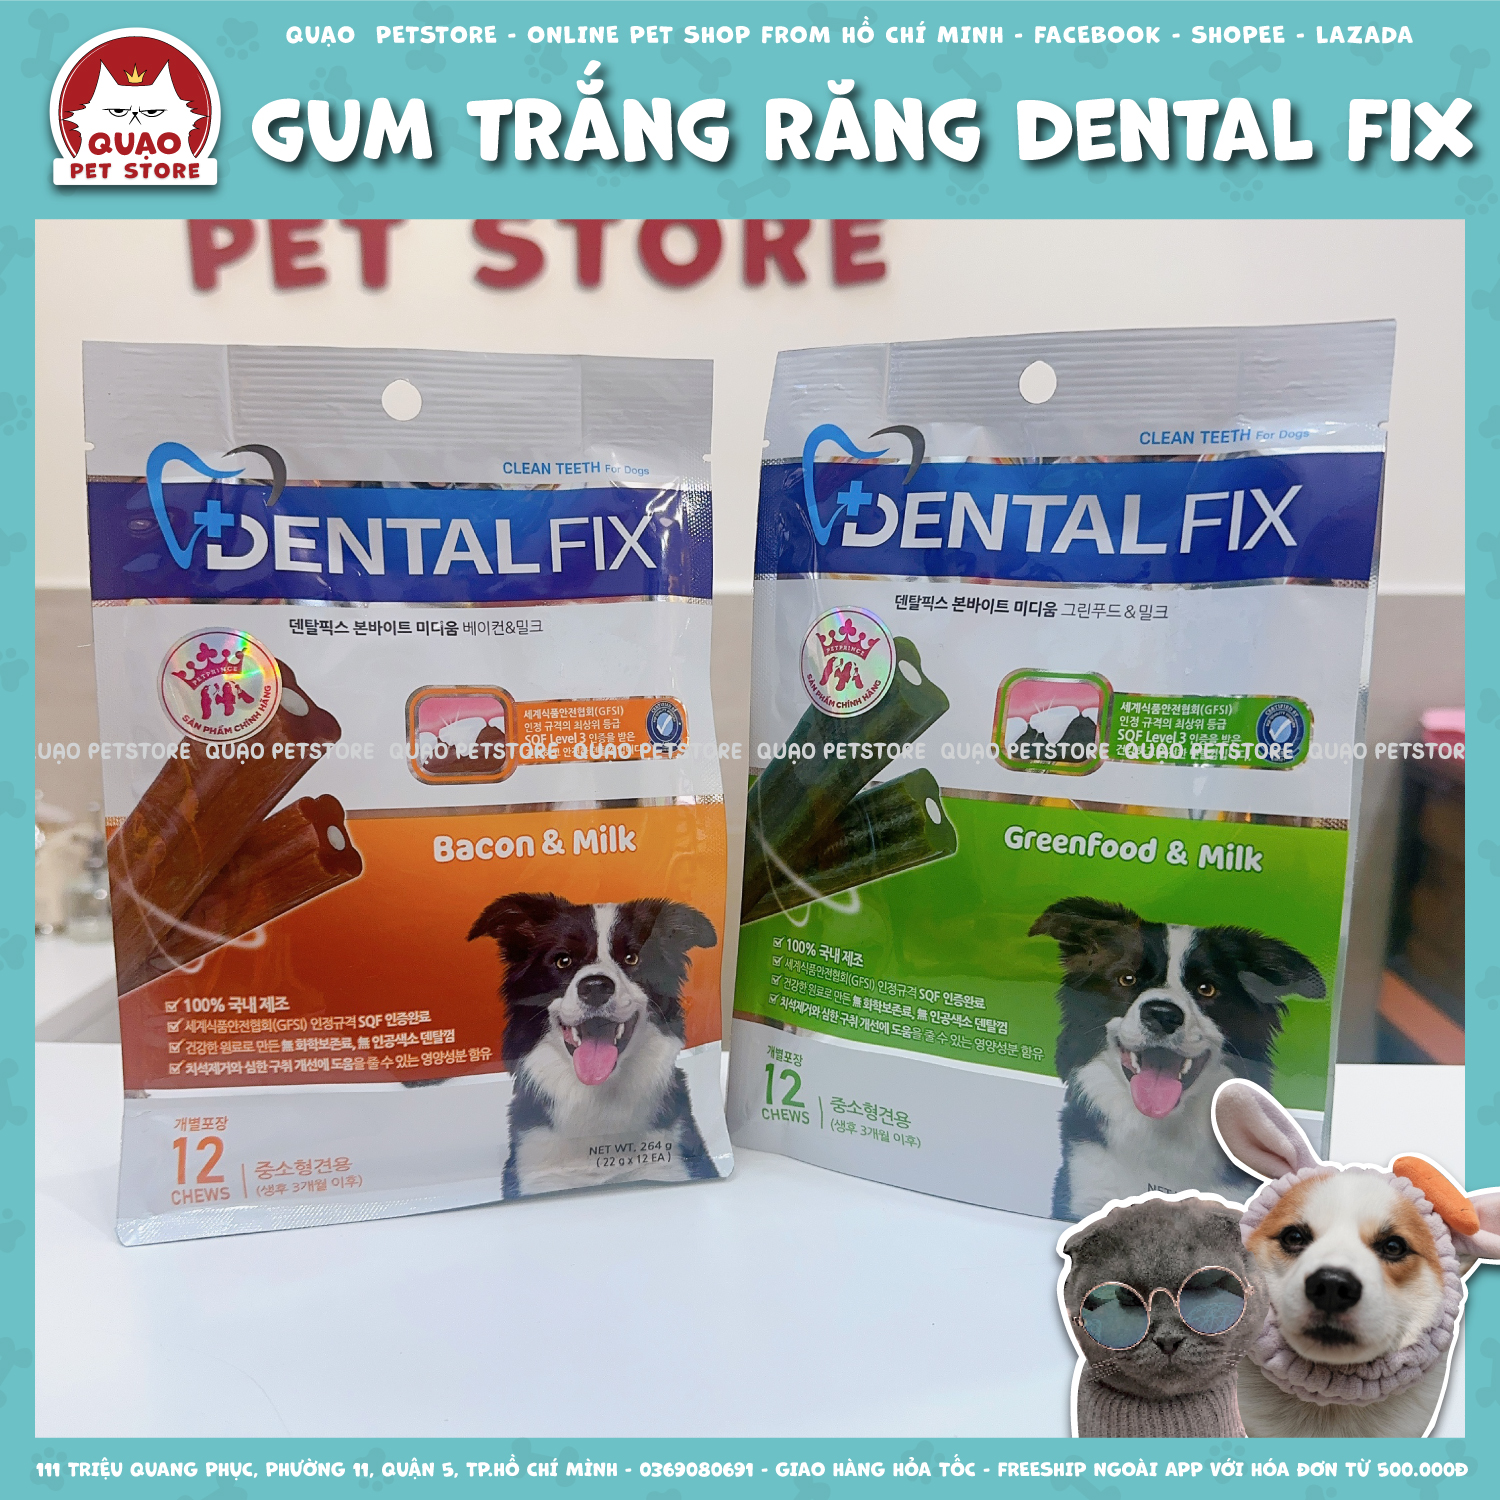 QUẠO PETSTORE - ONLINE PET SHOP FROM HỒ CHÍ MINH - FACEBOOK - SHOPEE - LAZADA
QUẠO
PET STORE
GUM TRẮNG RĂNG DENTAL FIX
PET STORE
CLEAN TEETH For Dogs
DENTAL FIX
덴탈픽스 본바이트 미디움 베이컨&밀크
PETPRINCE
SẢN PHẨM CHÍNH HÃNG
세계식품안전협회(GFSI)
인정 규격의 최상위 등급
SQF Level 3 인증을 받은
Bacon & Milk
100% 국내 제조
세계식품안전협회(GFSI) 인정규격 SQF 인증완료
건강한 원료로 만든 無 화학보존료, 無 인공색소 덴탈껌
치석제거와 심한 구취 개선에 도움을 줄 수 있는 영양성분 함유
개별포장
12
CHEWS
중소형견용
(생후 3개월 이후)
NET WT. 264 g
(22g x 12 EA)
CLEAN TEETH For Dogs
DENTAL FIX
덴탈픽스 본바이트 미디움 그린푸드&밀크
PETPRINCE
SẢN PHẨM CHÍNH HÃNG
세계식품안전협회(GFSI)
인정 규격의 최상위 등급
SQF Level 3 인증을 받은
GreenFood & Milk
100% 국내 제조
세계식품안전협회(GFSI) 인정규격 SQF 인증완료
건강한 원료로 만든 無 화학보존료, 無 인공색소 덴탈껌
치석제거와 심한 구취 개선에 도움을 줄 수 있는 영양성분 함유
개별포장
12
CHEWS
중소형견용
(생후 3개월 이후)
QUẠO PETSTORE QUẠO PETSTORE QUẠO PETSTORE QUẠO PETSTORE QUẠO PETSTORE QUẠO PETSTORE QUẠO PETSTORE QUẠO PETSTORE
111 TRIỆU QUANG PHỤC, PHƯỜNG 11, QUẬN 5, TP.HỒ CHÍ MÌNH - 0369080691 - GIAO HÀNG HỎA TỐC - FREESHIP NGOÀI APP VỚI HÓA ĐƠN TỪ 500.000Đ